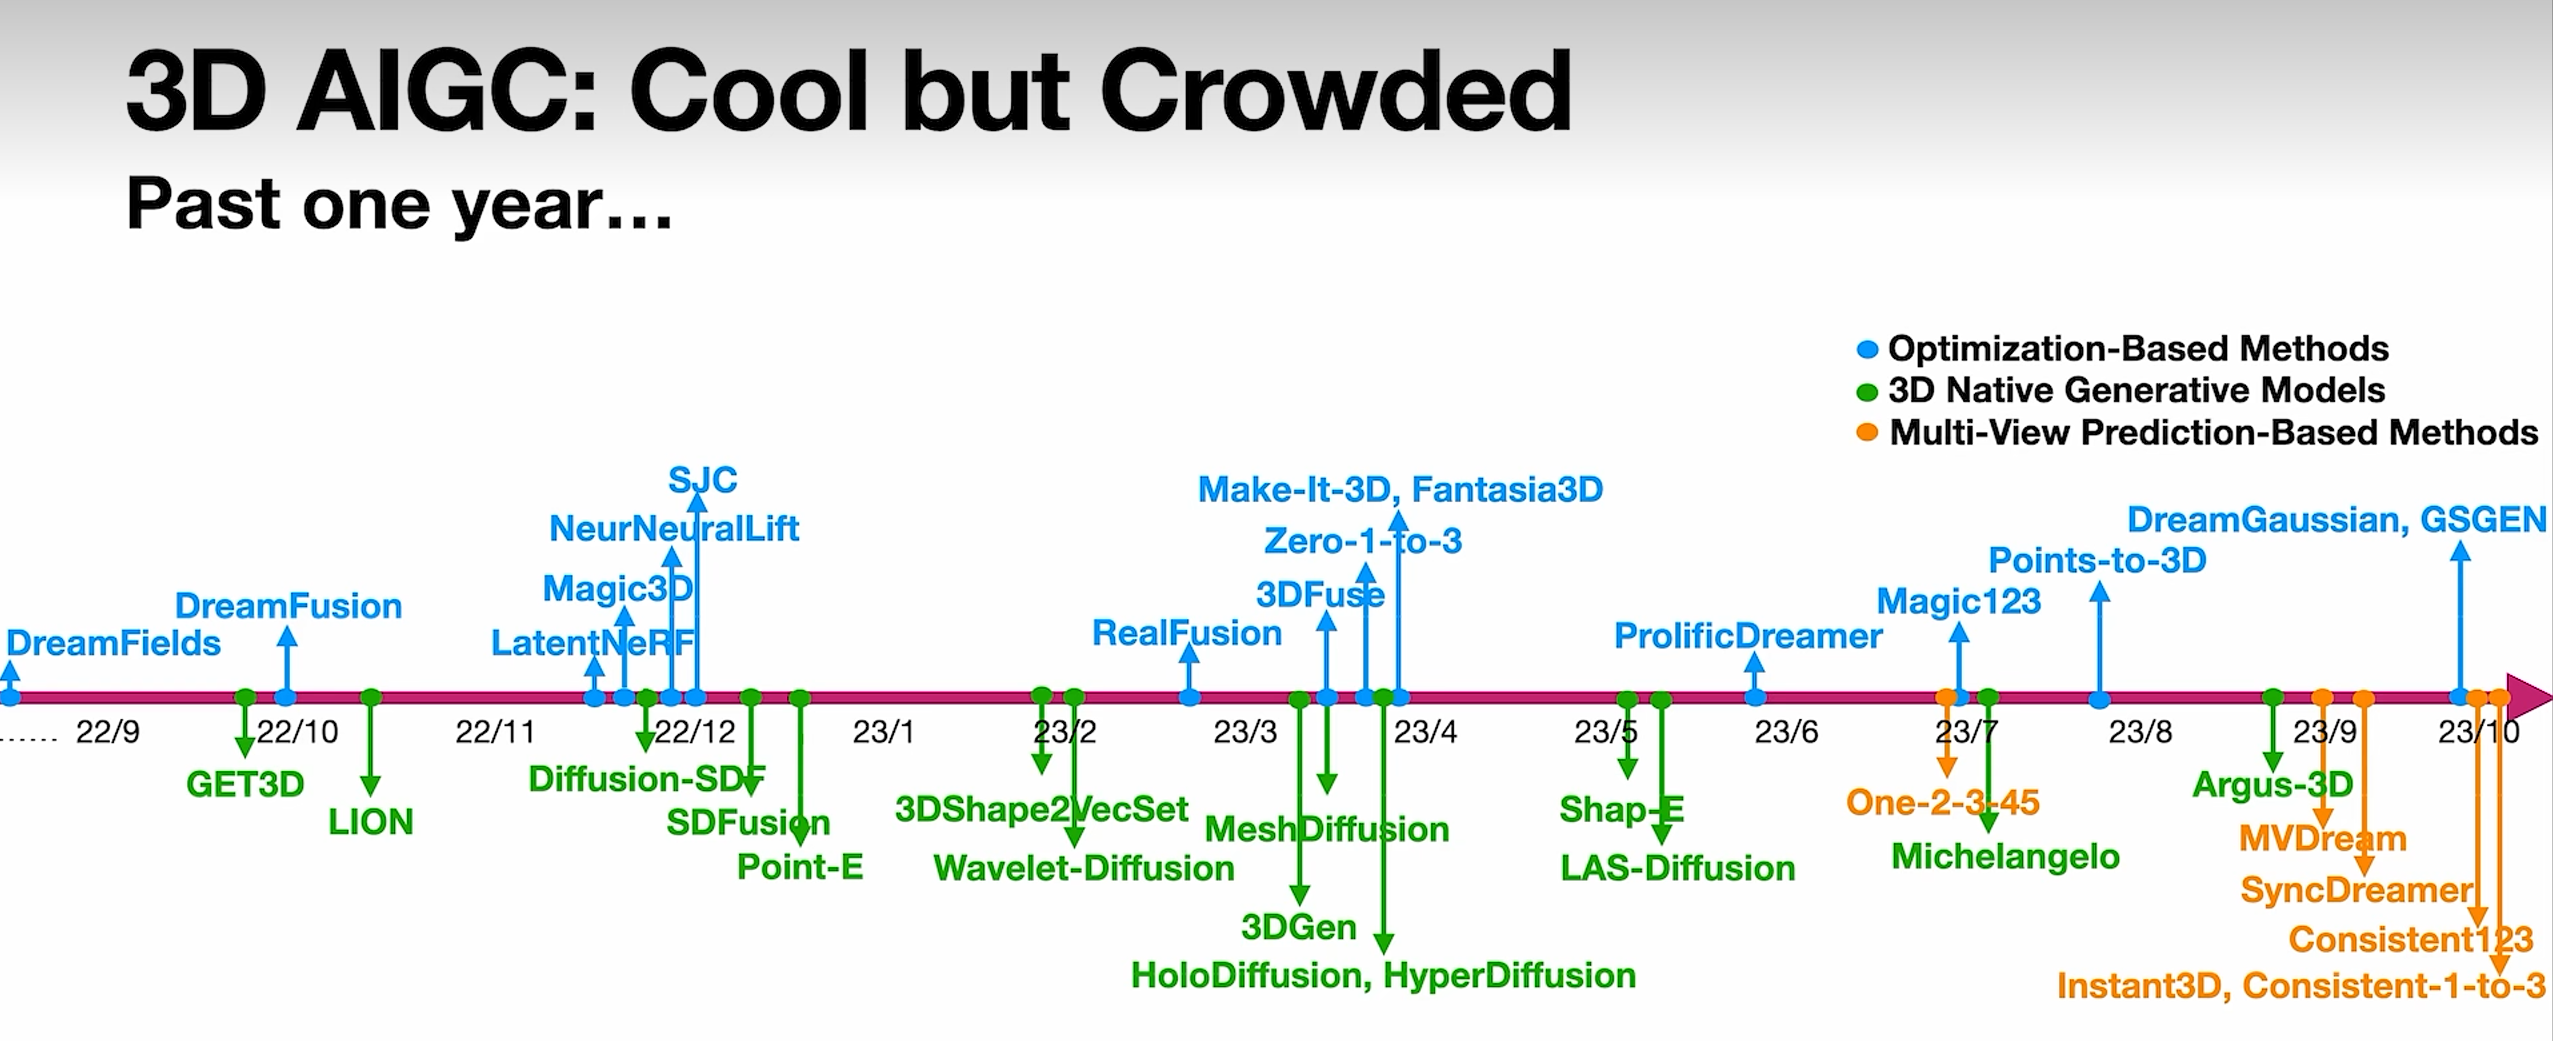 3D AIGC: Cool but Crowded
Past one year...
Optimization-Based Methods
3D Native Generative Models
Multi-View Prediction-Based Methods
SJC
Make-It-3D, Fantasia3D
DreamGaussian, GSGEN
NeurNeuralLift
Zero-1-to-3
Points-to-3D
Magic3D
3DFuse
Magic123
DreamFusion
DreamFields
LatentNeRF
RealFusion
ProlificDreamer
...... 22/9 22/10 22/11 22/12 23/1 23/2 23/3 23/4 23/5 23/6 23/7 23/8 23/9 23/10
GET3D
Diffusion-SDF
Argus-3D
One-2-3-45
LION
SDFusion
3DShape2VecSet
Shap-E
MeshDiffusion
MVDream
Point-E
Wavelet-Diffusion
LAS-Diffusion
Michelangelo
SyncDreamer
3DGen
Consistent123
HoloDiffusion, HyperDiffusion
Instant3D, Consistent-1-to-3